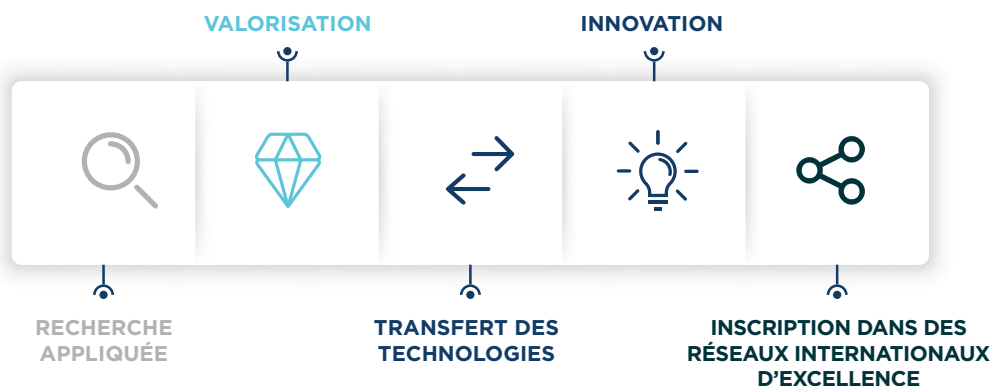 VALORISATION
INNOVATION
RECHERCHE
APPLIQUÉE
TRANSFERT DES
TECHNOLOGIES
INSCRIPTION DANS DES
RÉSEAUX INTERNATIONAUX
D'EXCELLENCE